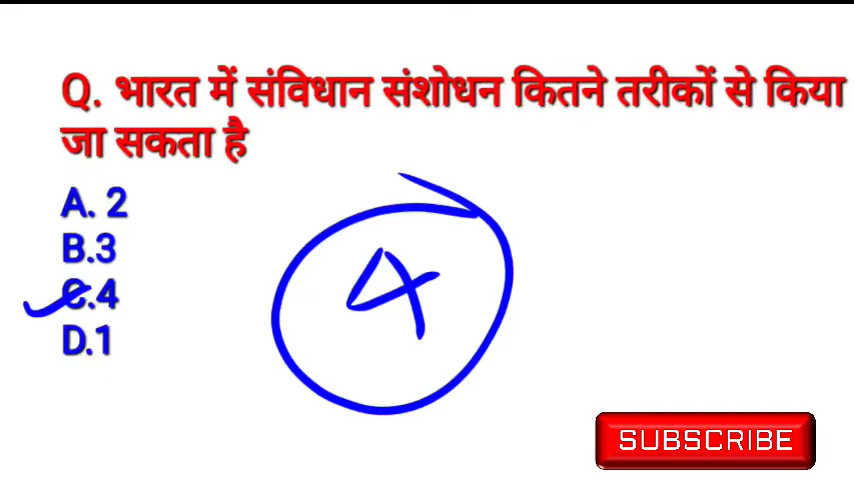 Q. भारत में संविधान संशोधन कितने तरीकों से किया
जा सकता है
A. 2
B.3
C.4
D.1
4
SUBSCRIBE